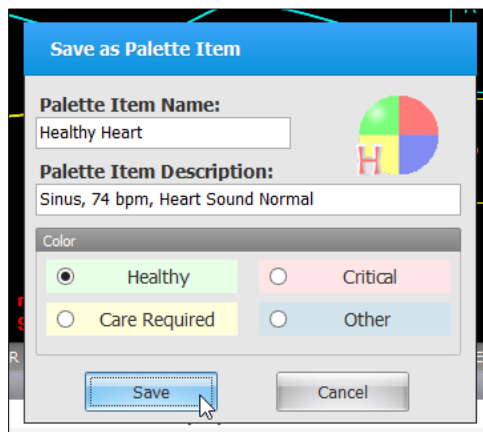 Save as Palette Item
Palette Item Name:
Healthy Heart
H
Palette Item Description:
Sinus, 74 bpm, Heart Sound Normal
Color
Healthy
Critical
Care Required
Other
R
Save
Cancel